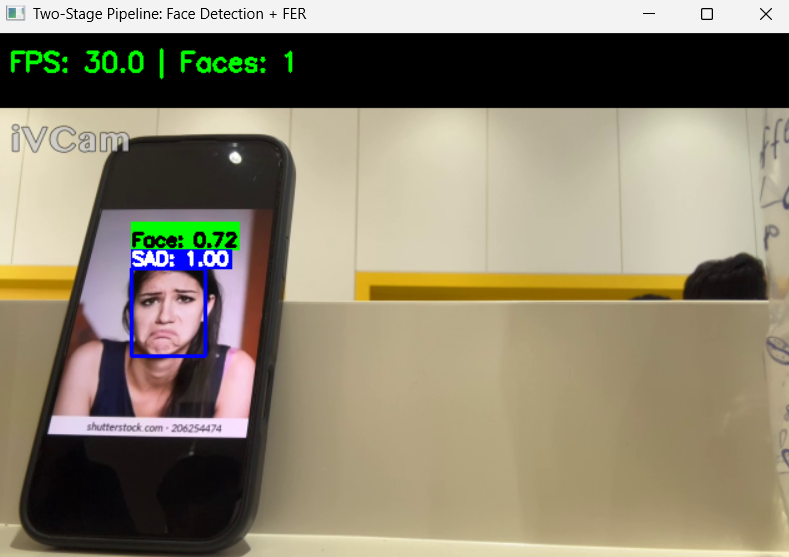 Two-Stage Pipeline: Face Detection + FER
FPS: 30.0 | Faces: 1
iVCam
Face: 0.72
SAD: 1.00
shutterstock.com · 206254474